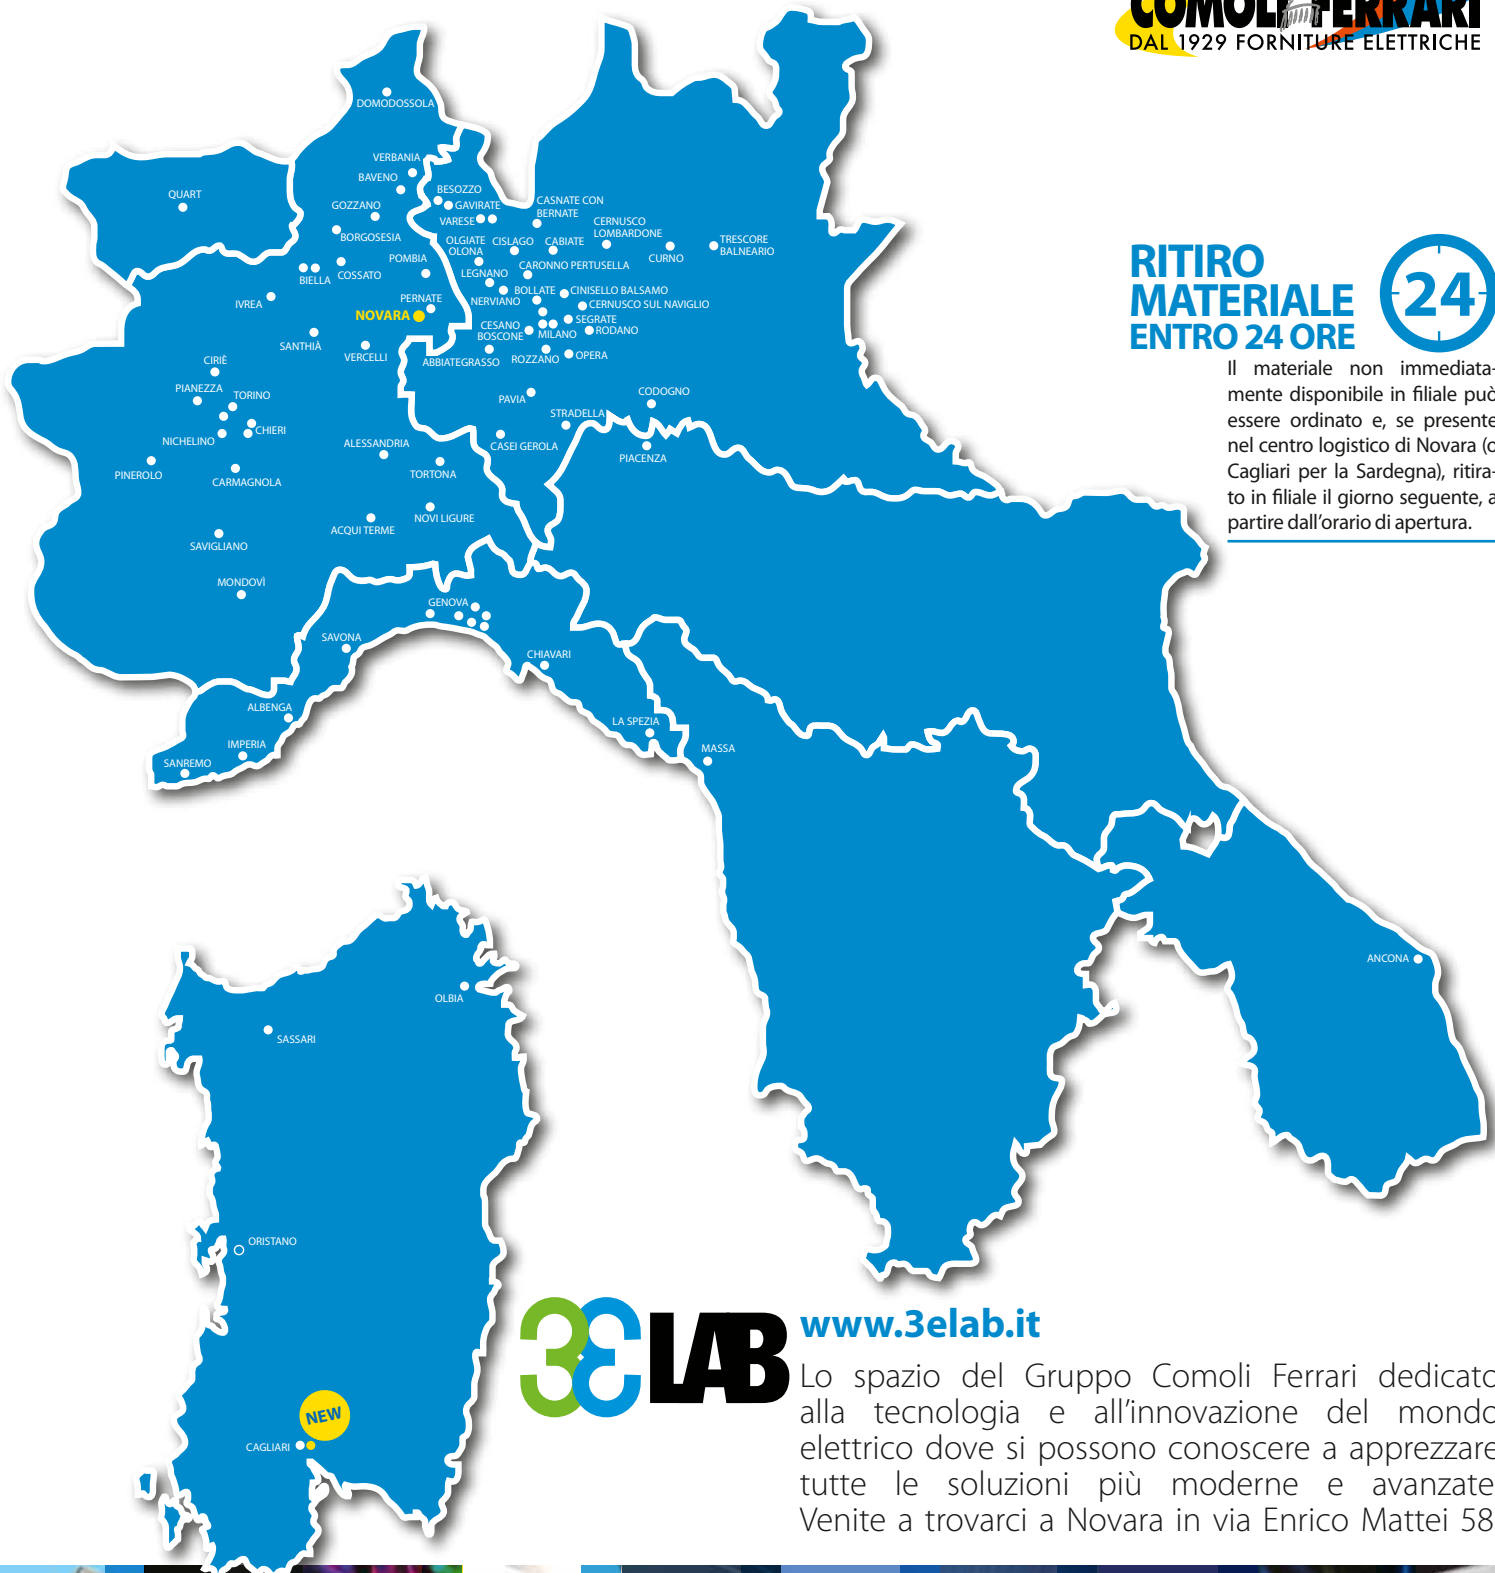 COMOLI FERRARI
DAL 1929 FORNITURE ELETTRICHE
DOMODOSSOLA
VERBANIA
BAVENO
QUART
GOZZANO
BORGOSESIA
BESOZZO
GAVIRATE
VARESE
CASNATE CON
BERNATE
CERNUSCO
LOMBARDONE
TRESCORE
BALNEARIO
CURNO
OLGIATE
OLONA
CISLAGO
CABIATE
POMBIA
BIELLA
COSSATO
LEGNANO
CARONNO PERTUSELLA
IVREA
PERNATE
NERVIANO
BOLLATE
CINISELLO BALSAMO
CERNUSCO SUL NAVIGLIO
NOVARA
SEGRATE
CESANO
BOSCONE
MILANO
RODANO
SANTHIÀ
VERCELLI
ABBIATEGRASSO
ROZZANO
OPERA
CIRIÈ
PIANEZZA
TORINO
PAVIA
CODOGNO
STRADELLA
NICHELINO
CHIERI
ALESSANDRIA
CASEI GEROLA
PIACENZA
PINEROLO
CARMAGNOLA
TORTONA
ACQUI TERME
NOVI LIGURE
SAVIGLIANO
MONDOVÌ
GENOVA
SAVONA
CHIAVARI
ALBENGA
LA SPEZIA
IMPERIA
SANREMO
MASSA
RITIRO
MATERIALE
ENTRO 24 ORE
24
Il materiale non immediata-
mente disponibile in filiale può
essere ordinato e, se presente
nel centro logistico di Novara (o
Cagliari per la Sardegna), ritira-
to in filiale il giorno seguente, a
partire dall'orario di apertura.
ANCONA
OLBIA
SASSARI
ORISTANO
NEW
CAGLIARI
3E LAB
www.3elab.it
Lo spazio del Gruppo Comoli Ferrari dedicato
alla tecnologia e all'innovazione del mondo
elettrico dove si possono conoscere a apprezzare
tutte le soluzioni più moderne e avanzate
Venite a trovarci a Novara in via Enrico Mattei 58